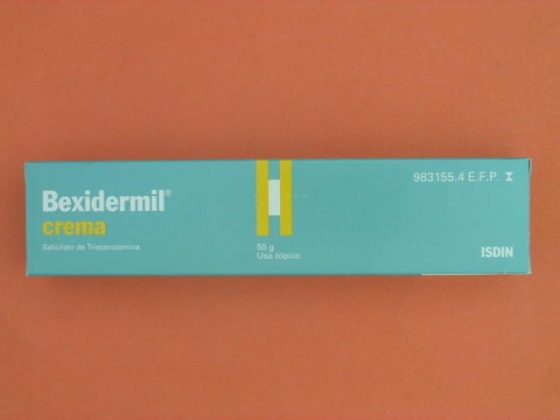 Bexidermil®
crema
Salicilato de Trietanolamina
50 g
Uso tópico
983155.4 E.F.P.
ISDIN